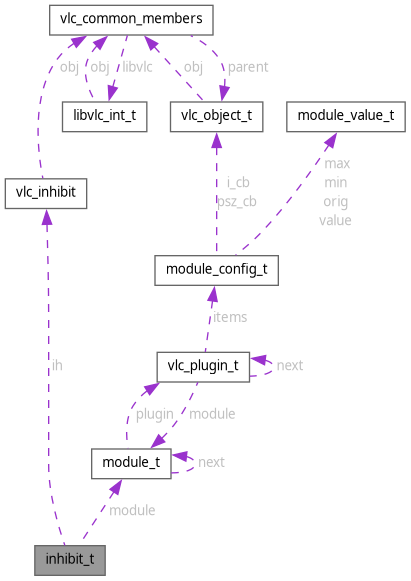 vlc_common_members
obj
obj
libvlc
obj
parent
libvlc_int_t
vlc_object_t
module_value_t
vlc_inhibit
i_cb
psz_cb
max
min
orig
value
module_config_t
items
ih
vlc_plugin_t
next
plugin
module
module_t
next
module
inhibit_t